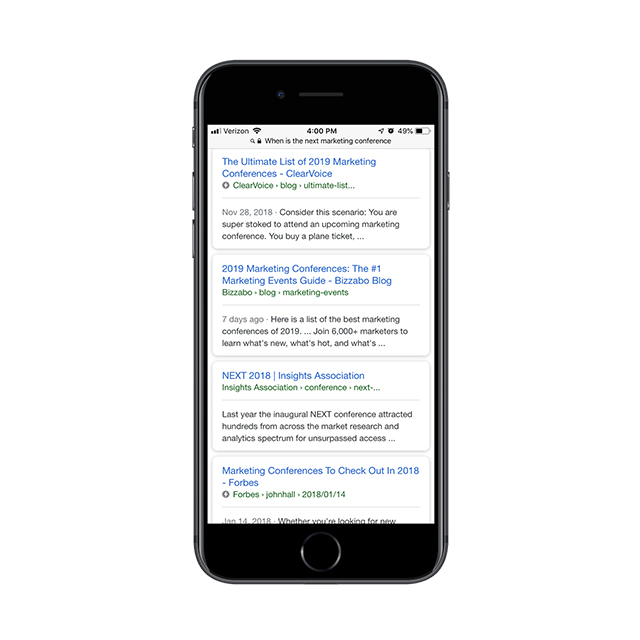 Verizon 4:00 PM 49%
When is the next marketing conference
The Ultimate List of 2019 Marketing
Conferences - ClearVoice
ClearVoice › blog › ultimate-list...
Nov 28, 2018 · Consider this scenario: You are
super stoked to attend an upcoming marketing
conference. You buy a plane ticket, ...
2019 Marketing Conferences: The #1
Marketing Events Guide - Bizzabo Blog
Bizzabo › blog › marketing-events
7 days ago · Here is a list of the best marketing
conferences of 2019. ... Join 6,000+ marketers to
learn what's new, what's hot, and what's ...
NEXT 2018 | Insights Association
Insights Association › conference › next-...
Last year the inaugural NEXT conference attracted
hundreds from across the market research and
analytics spectrum for unsurpassed access ...
Marketing Conferences To Check Out In 2018
- Forbes
Forbes › johnhall › 2018/01/14
Jan 14, 2018 · Whether you're looking for new